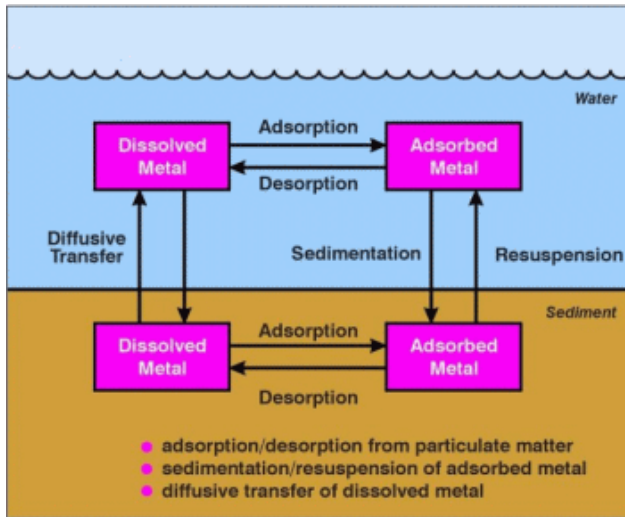 Water
Dissolved
Metal
Adsorption
Desorption
Adsorbed
Metal
Diffusive
Transfer
Sedimentation
Resuspension
Sediment
Dissolved
Metal
Adsorption
Desorption
Adsorbed
Metal
adsorption/desorption from particulate matter
sedimentation/resuspension of adsorbed metal
diffusive transfer of dissolved metal